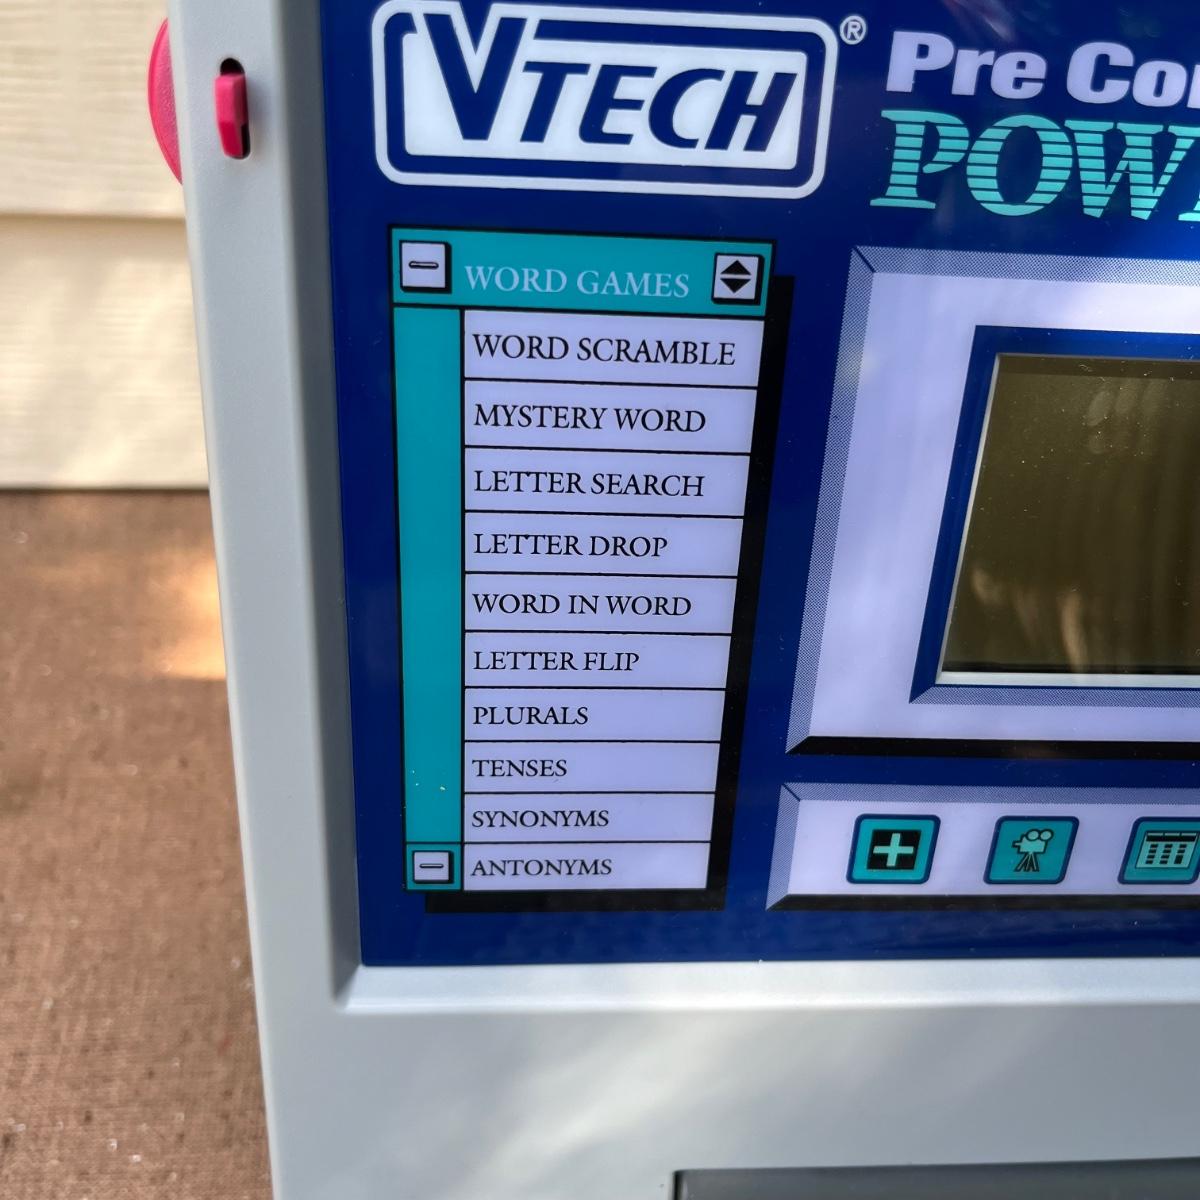 VTECH®
Pre
POW
WORD GAMES
WORD SCRAMBLE
MYSTERY WORD
LETTER SEARCH
LETTER DROP
WORD IN WORD
LETTER FLIP
PLURALS
TENSES
SYNONYMS
ANTONYMS